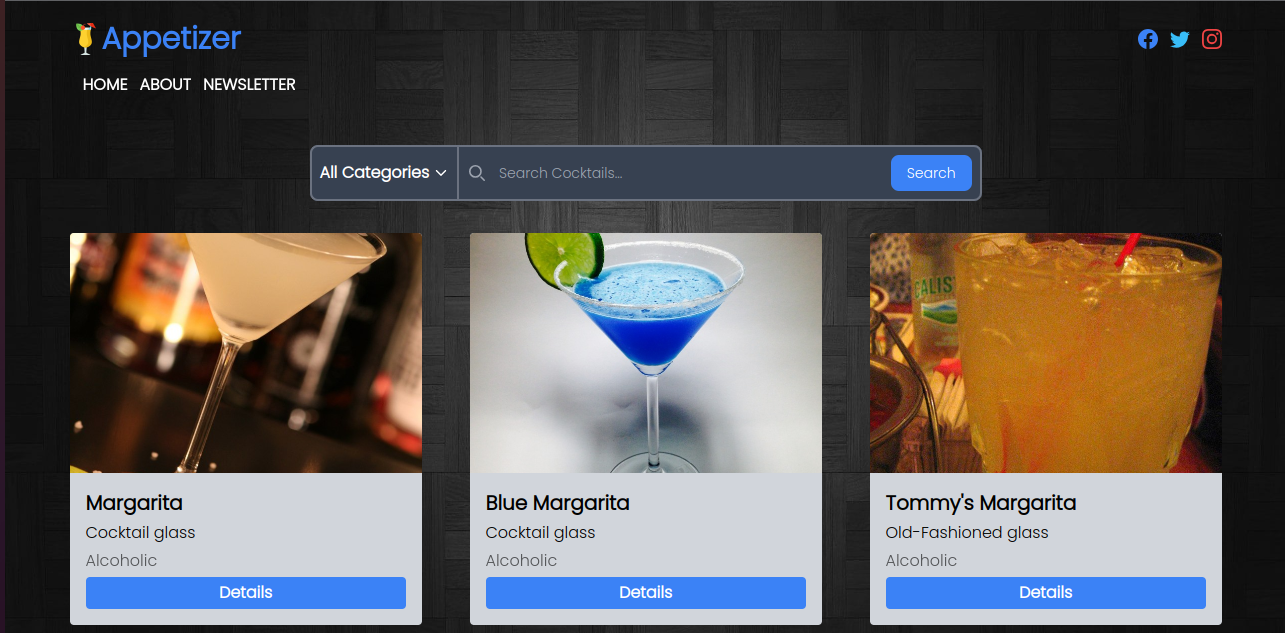 Appetizer
HOME ABOUT NEWSLETTER
All Categories Search Cocktails... Search
CALIS
Margarita
Cocktail glass
Alcoholic
Details
Blue Margarita
Cocktail glass
Alcoholic
Details
Tommy's Margarita
Old-Fashioned glass
Alcoholic
Details